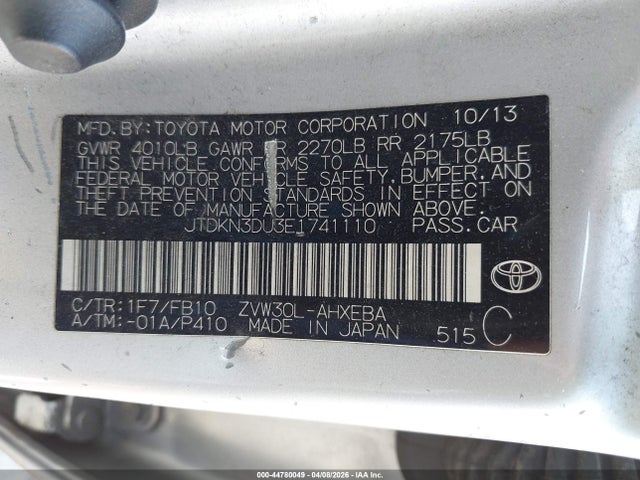 MFD.BY: TOYOTA MOTOR CORPORATION 10/13
GVWR 4010LB GAWR FR 2270LB RR 2175LB
THIS VEHICLE CONFORMS TO ALL APPLICABLE
FEDERAL MOTOR VEHICLE SAFETY, BUMPER, AND
THEFT PREVENTION STANDARDS IN EFFECT ON
THE DATE OF MANUFACTURE SHOWN ABOVE.
JTDKN3DU3E1741110 PASS.CAR
C/TR: 1F7/FB10 ZVW30L-AHXEBA
A/TM: -01A/P410 MADE IN JAPAN 515 C
000-44780049 04/08/2026 IAA Inc.